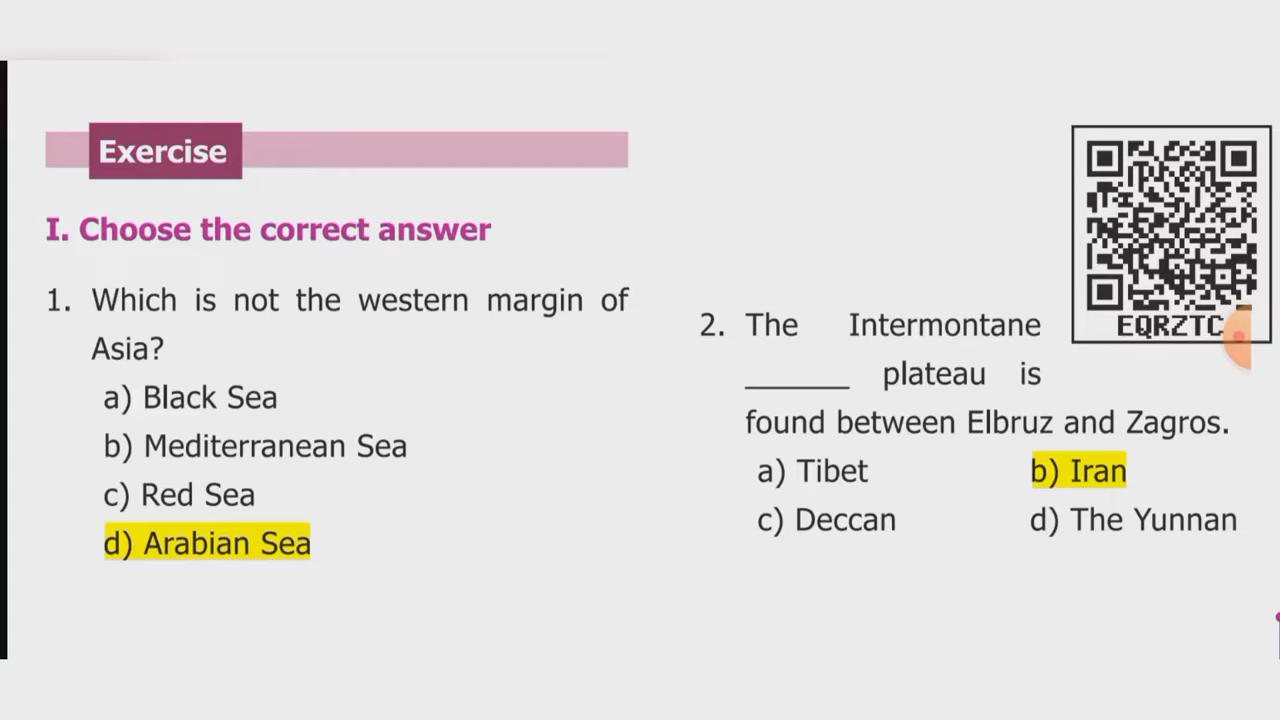 Exercise
I. Choose the correct answer
1. Which is not the western margin of
Asia?
a) Black Sea
b) Mediterranean Sea
c) Red Sea
d) Arabian Sea
EQRZTC
2. The Intermontane
______ plateau is
found between Elbruz and Zagros.
a) Tibet b) Iran
c) Deccan d) The Yunnan